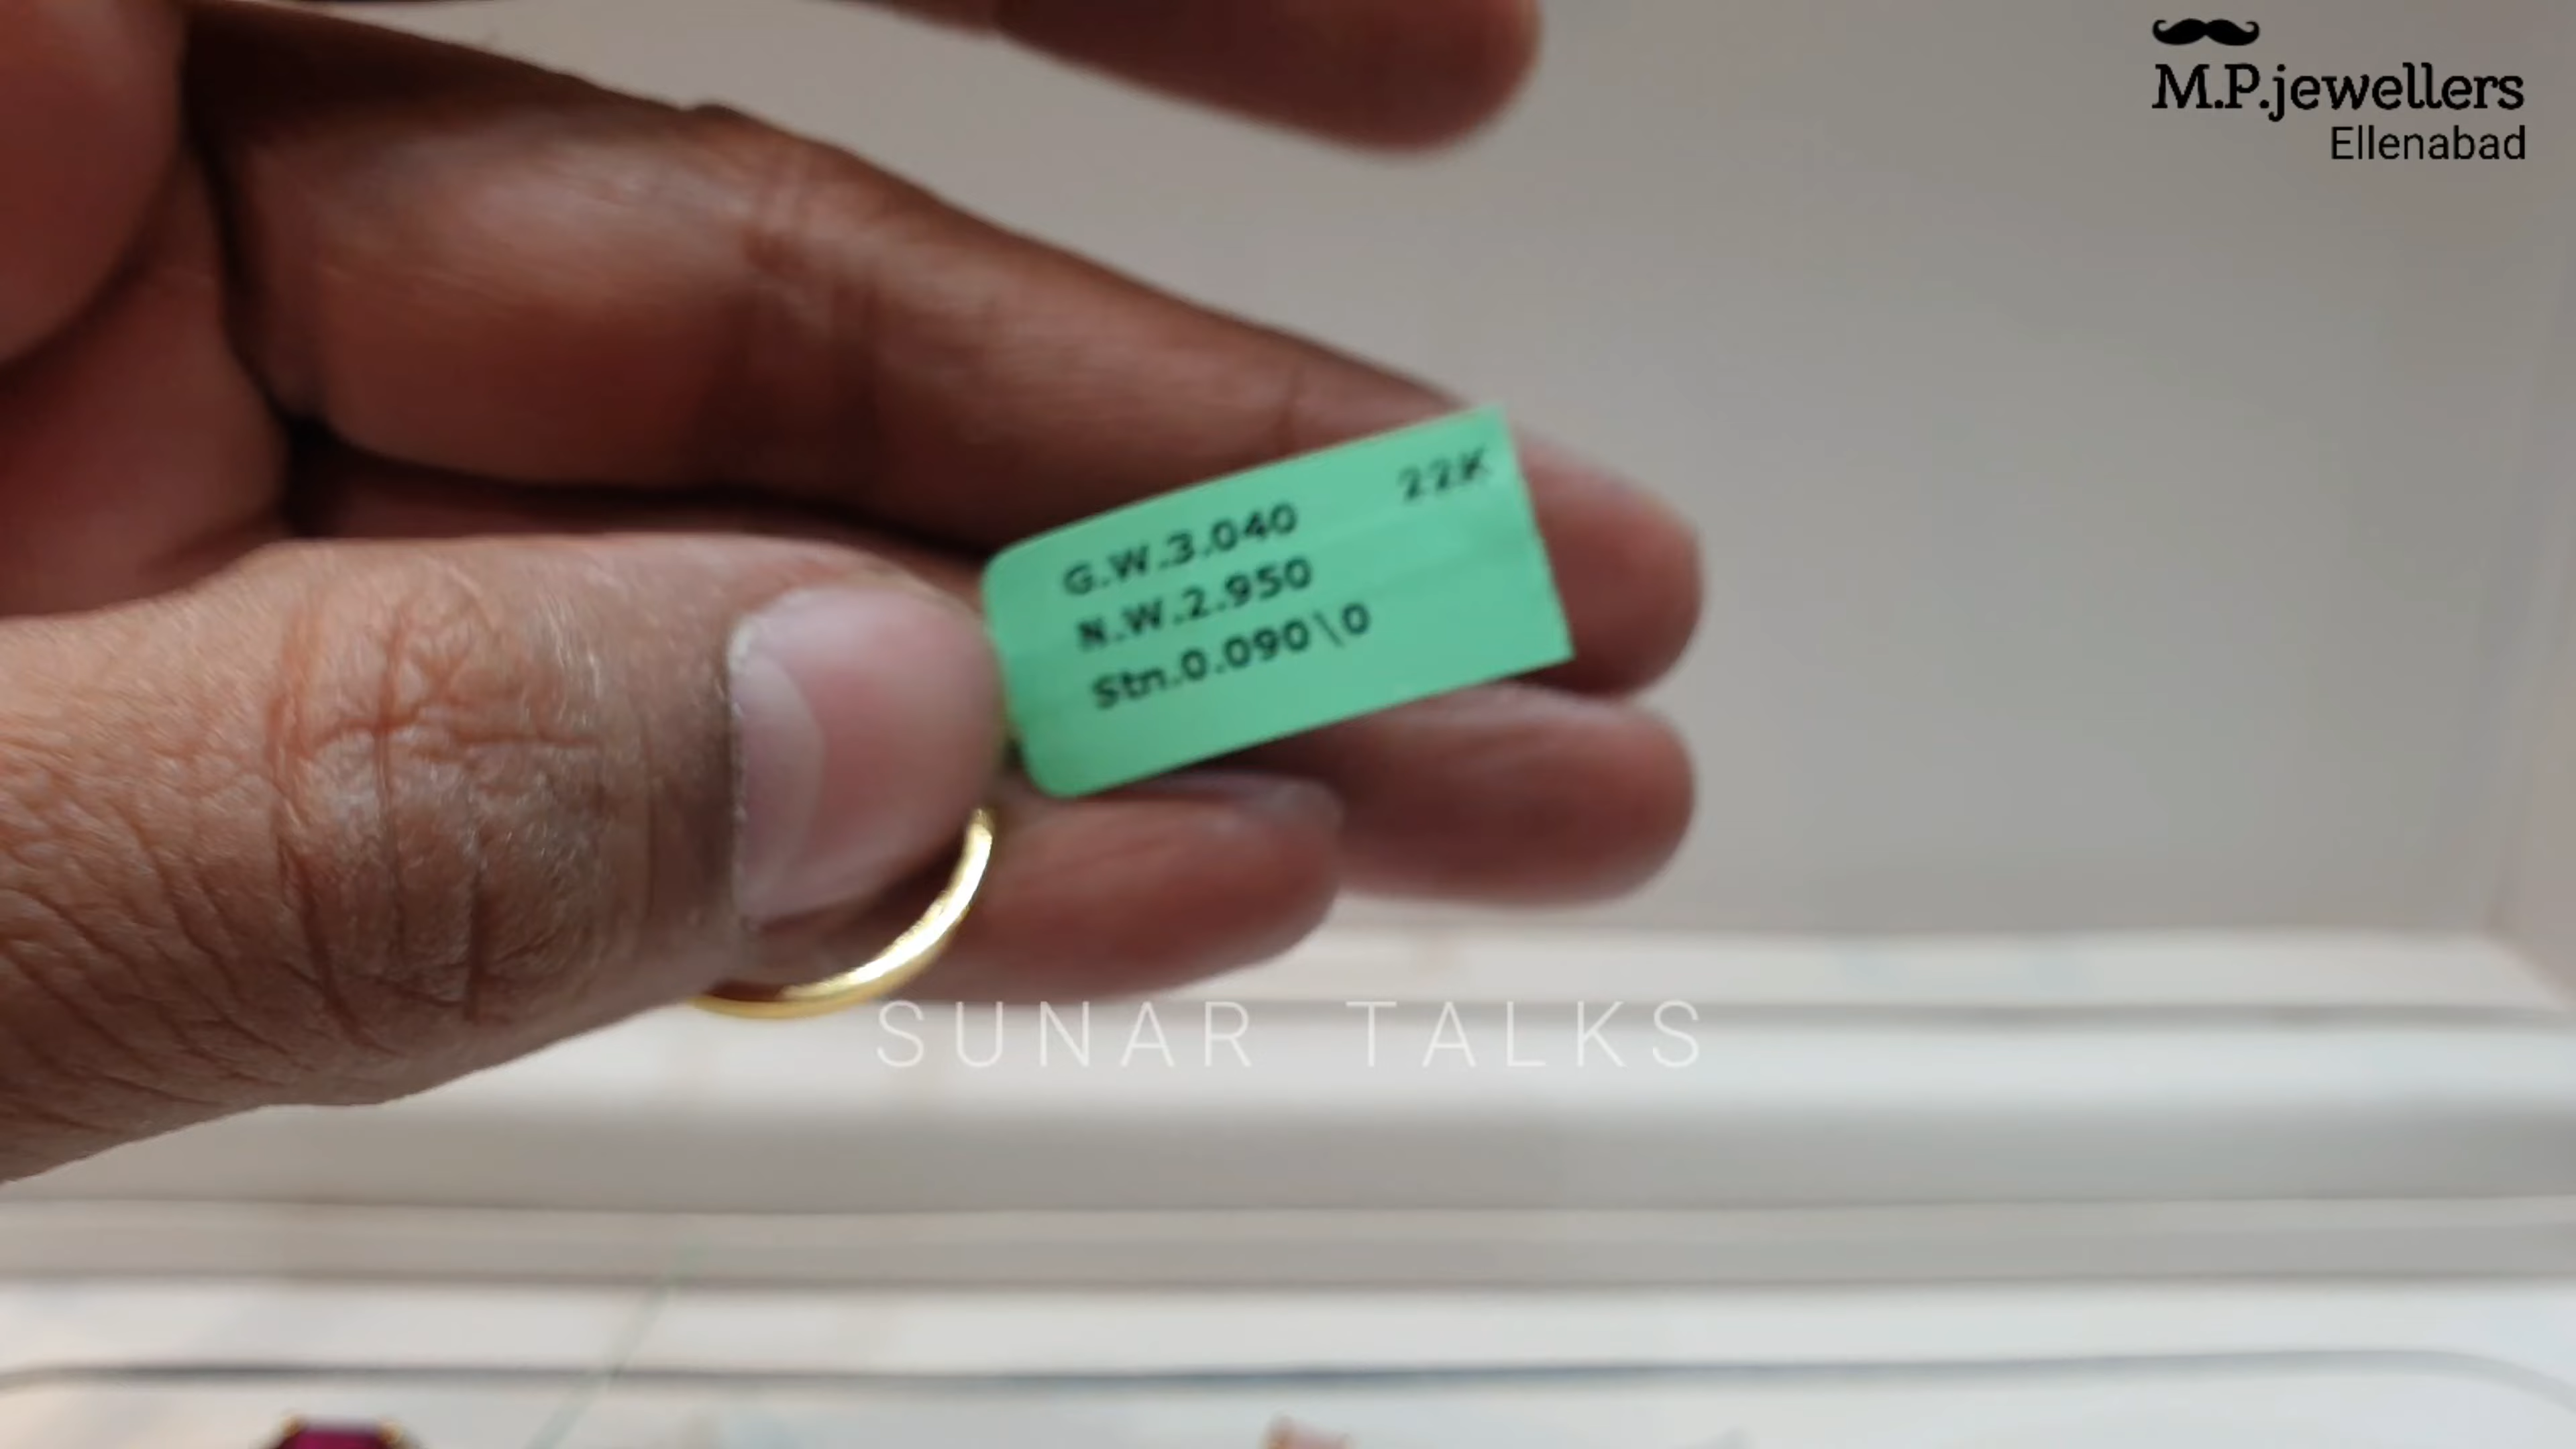 M.P.jewellers
Ellenabad
22K
G.W.3.040
N.W.2.950
Stn.0.090\0
SUNAR TALKS